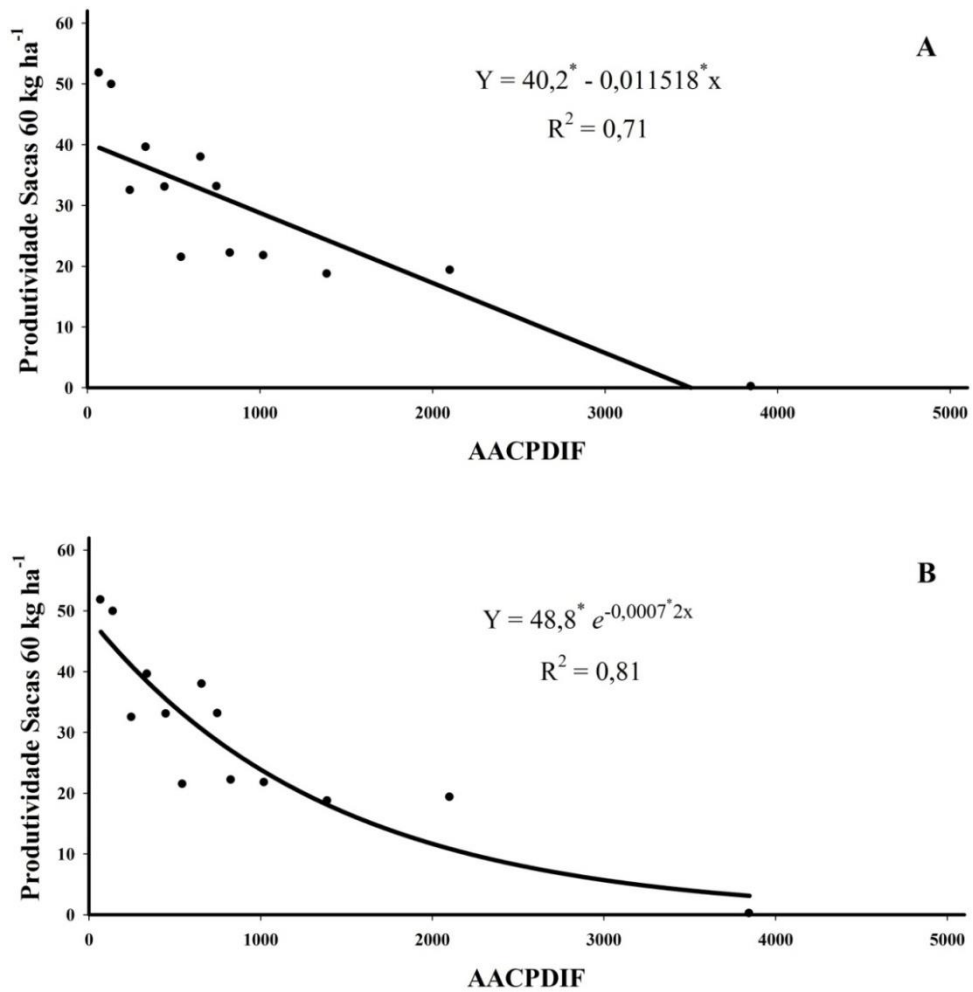 A
Y = 40,2* - 0,011518*x
R² = 0,71
Produtividade Sacas 60 kg ha⁻¹
60
50
40
30
20
10
0
0 1000 2000 3000 4000 5000
AACPDIF
B
Y = 48,8* e^-0,0007*2x
R² = 0,81
Produtividade Sacas 60 kg ha⁻¹
60
50
40
30
20
10
0
0 1000 2000 3000 4000 5000
AACPDIF